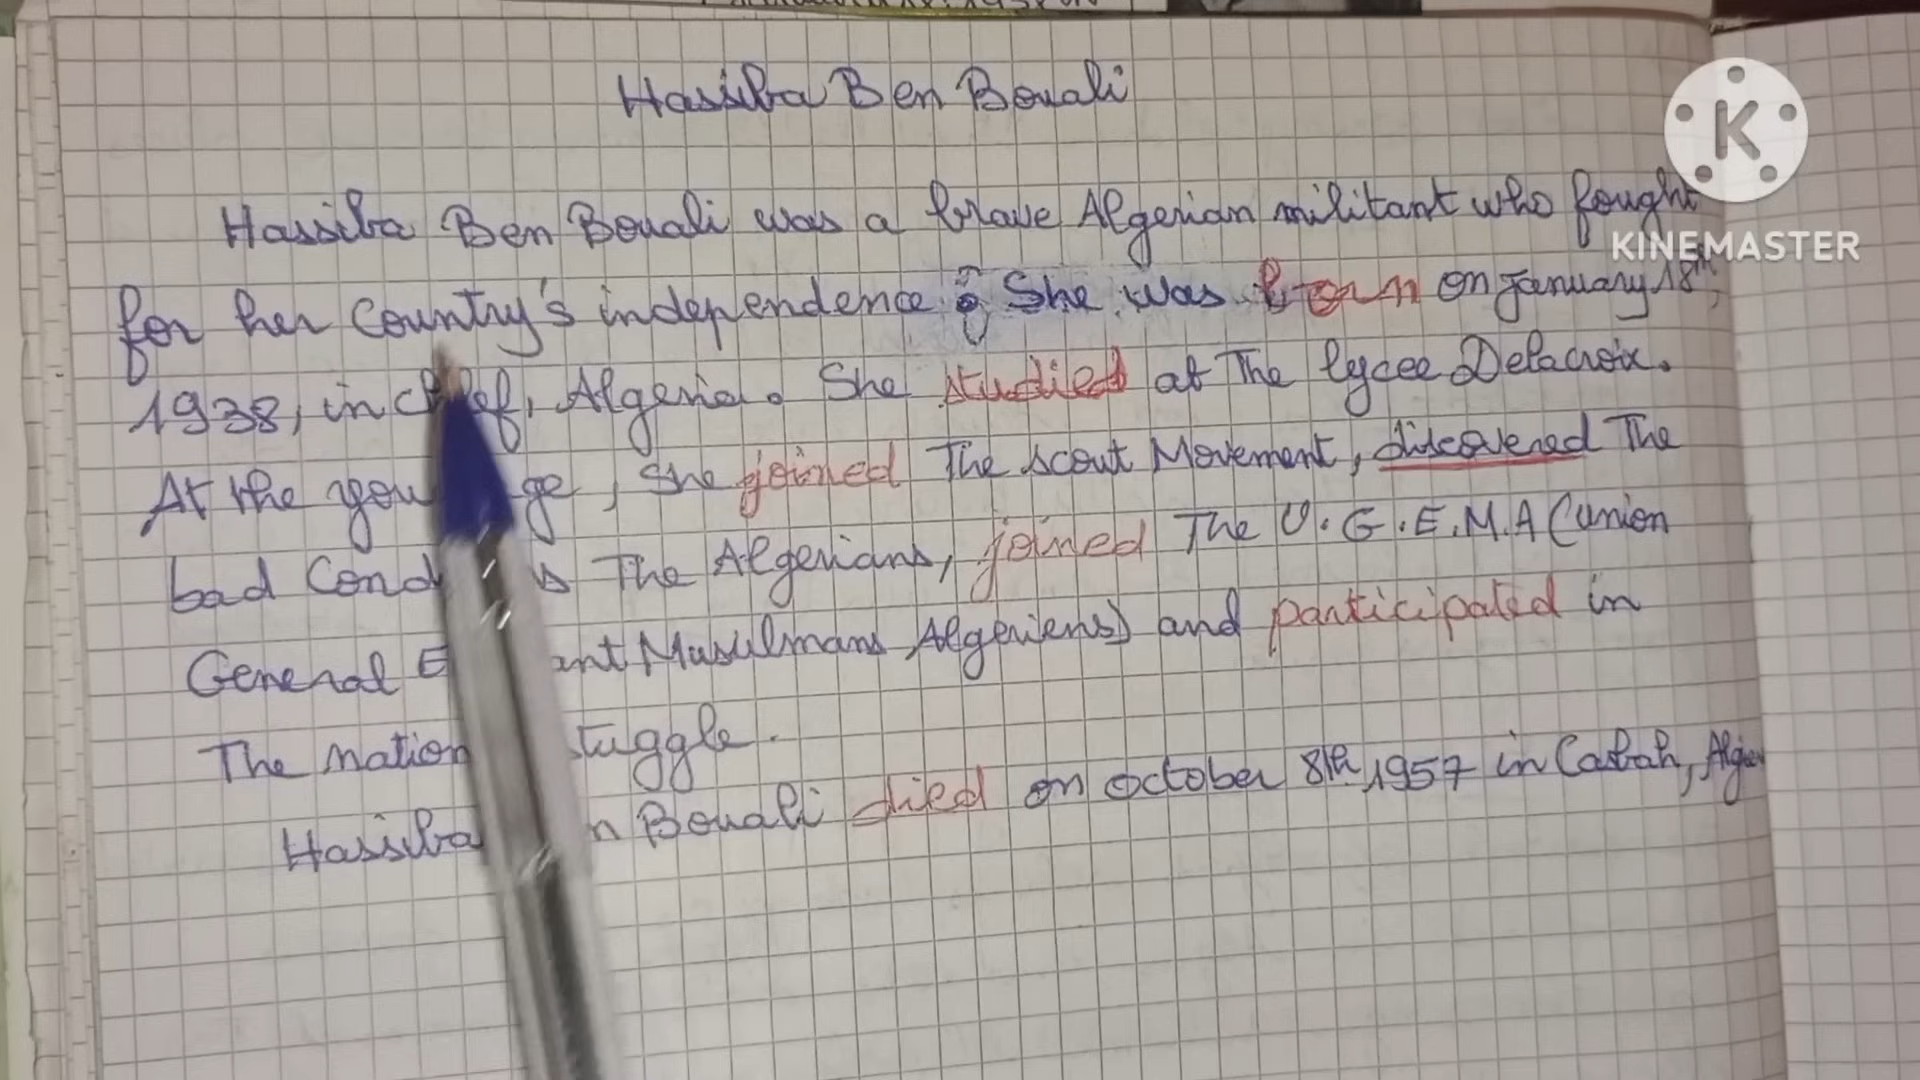 Hassiba Ben Bouali
Hassiba Ben Bouali was a brave Algerian militant who fought
for her country's independence. She was born on January 18th,
1938, in Chlef, Algeria. She studied at The lycee Delacroix.
At the , she joined The scout Movement, discovered The
bad The Algerians, joined The U.G.E.M.A (union
General Musulmans Algeriens) and participated in
The
Hassiba Bouali died on october 8th, 1957 in Casbah,
K
KINEMASTER